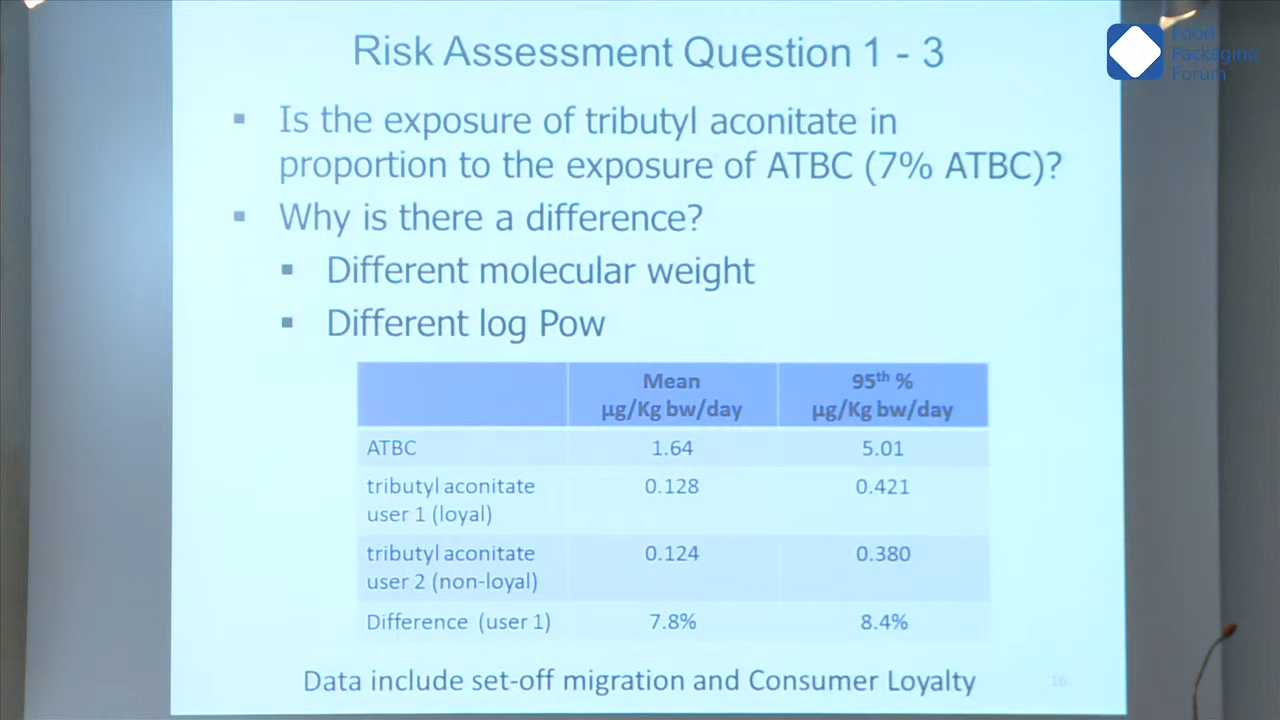 Risk Assessment Question 1 - 3
Food
Packaging
Forum
▪ Is the exposure of tributyl aconitate in
proportion to the exposure of ATBC (7% ATBC)?
▪ Why is there a difference?
▪ Different molecular weight
▪ Different log Pow
Mean
µg/Kg bw/day
95th %
µg/Kg bw/day
ATBC 1.64 5.01
tributyl aconitate
user 1 (loyal) 0.128 0.421
tributyl aconitate
user 2 (non-loyal) 0.124 0.380
Difference (user 1) 7.8% 8.4%
Data include set-off migration and Consumer Loyalty
16